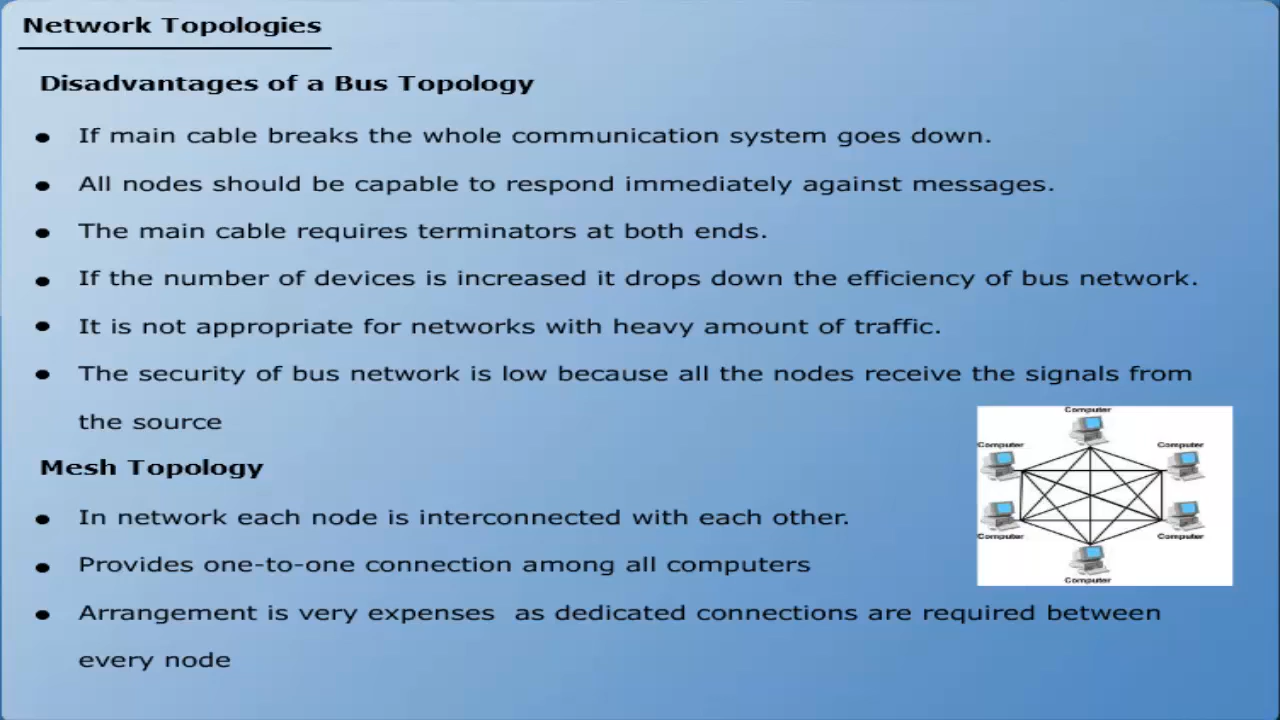 Network Topologies
Disadvantages of a Bus Topology
● If main cable breaks the whole communication system goes down.
● All nodes should be capable to respond immediately against messages.
● The main cable requires terminators at both ends.
● If the number of devices is increased it drops down the efficiency of bus network.
● It is not appropriate for networks with heavy amount of traffic.
● The security of bus network is low because all the nodes receive the signals from
the source
Mesh Topology
● In network each node is interconnected with each other.
● Provides one-to-one connection among all computers
● Arrangement is very expenses as dedicated connections are required between
every node
Computer
Computer
Computer
Computer
Computer
Computer